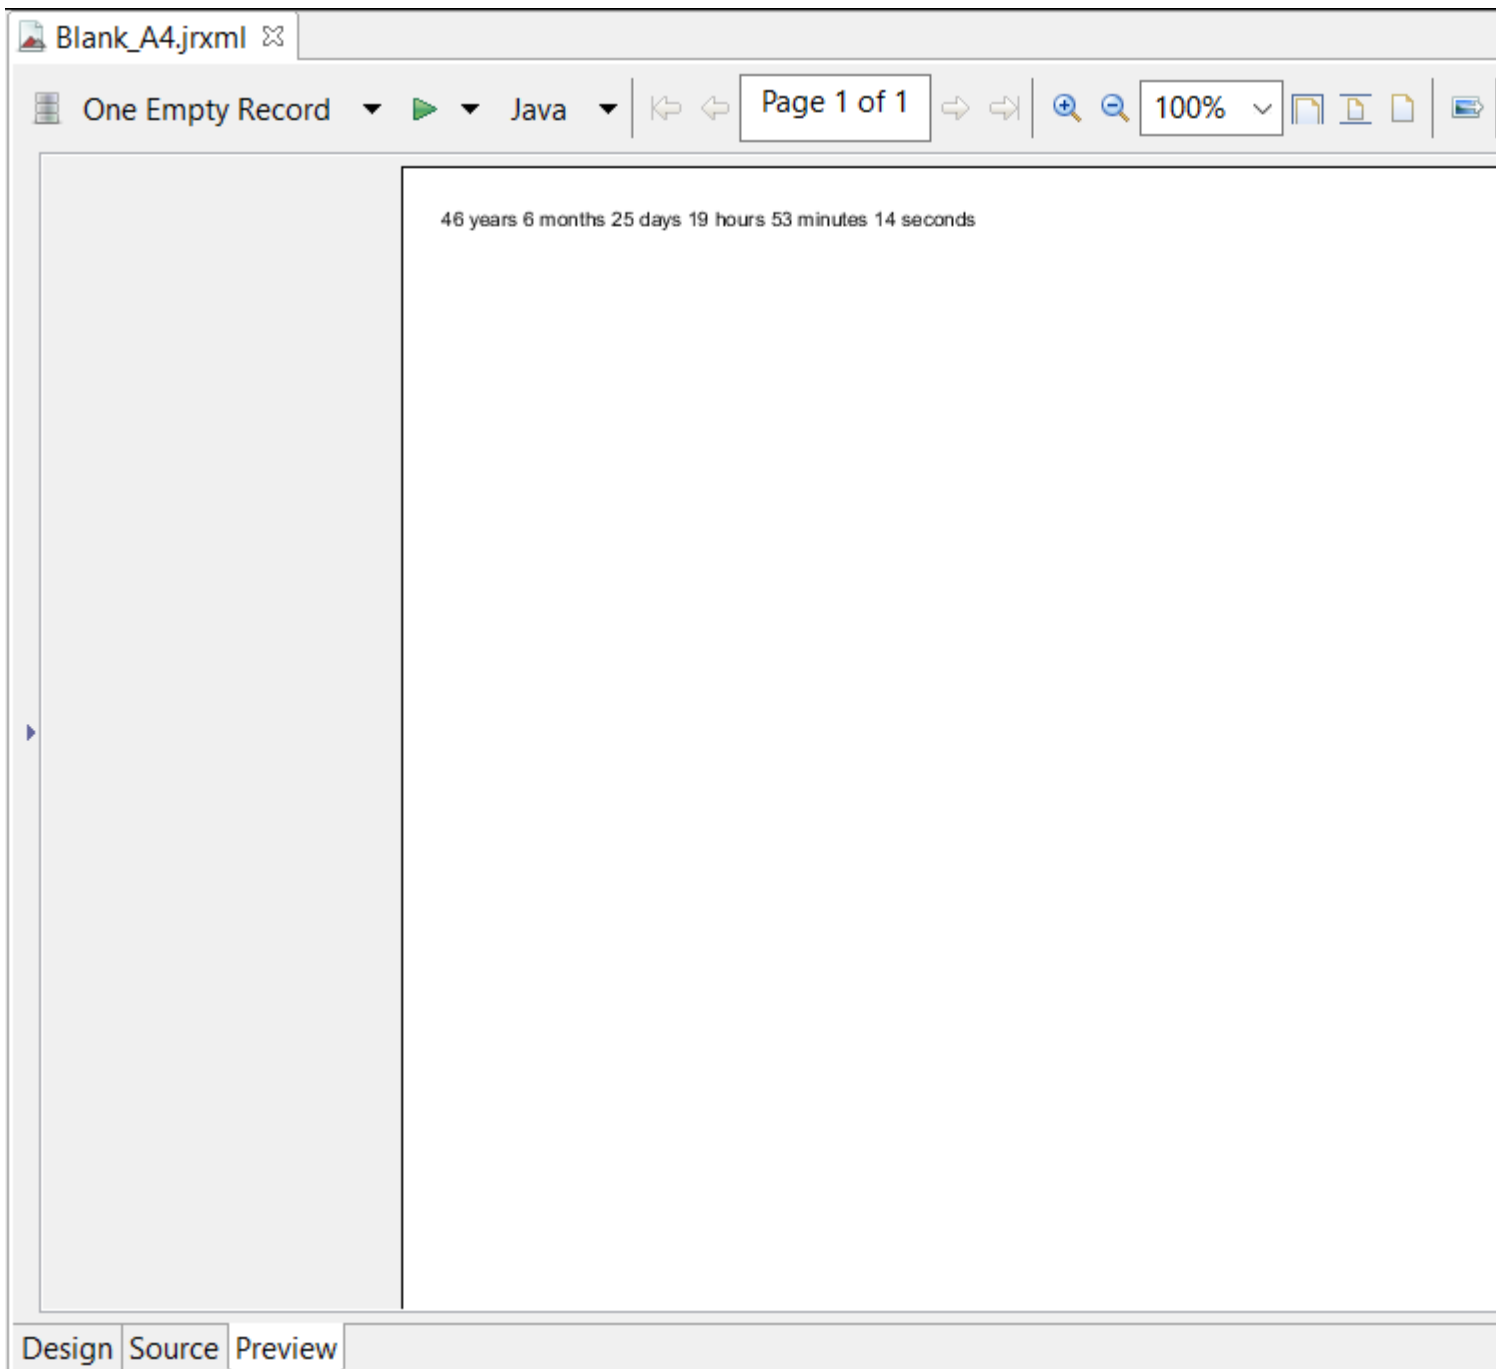 Blank_A4.jrxml
One Empty Record Java Page 1 of 1 100%
46 years 6 months 25 days 19 hours 53 minutes 14 seconds
Design Source Preview